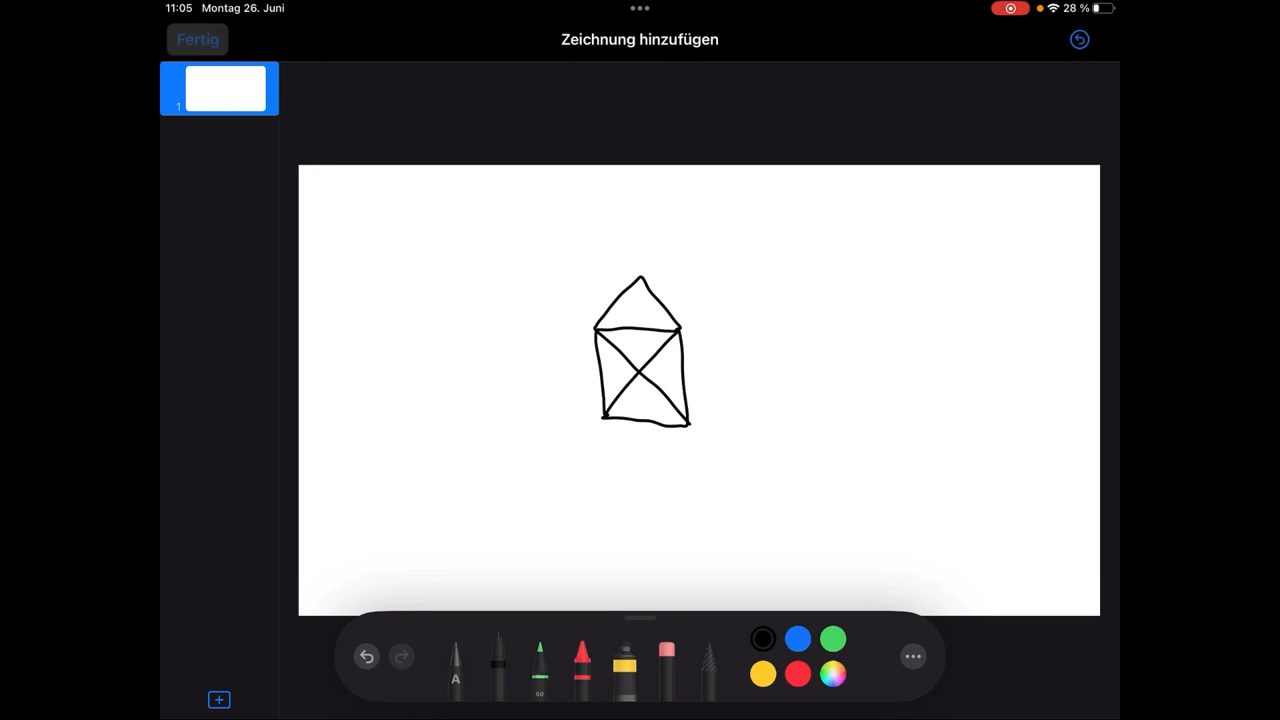 11:05 Montag 26. Juni
28 %
Fertig
Zeichnung hinzufügen
1
A